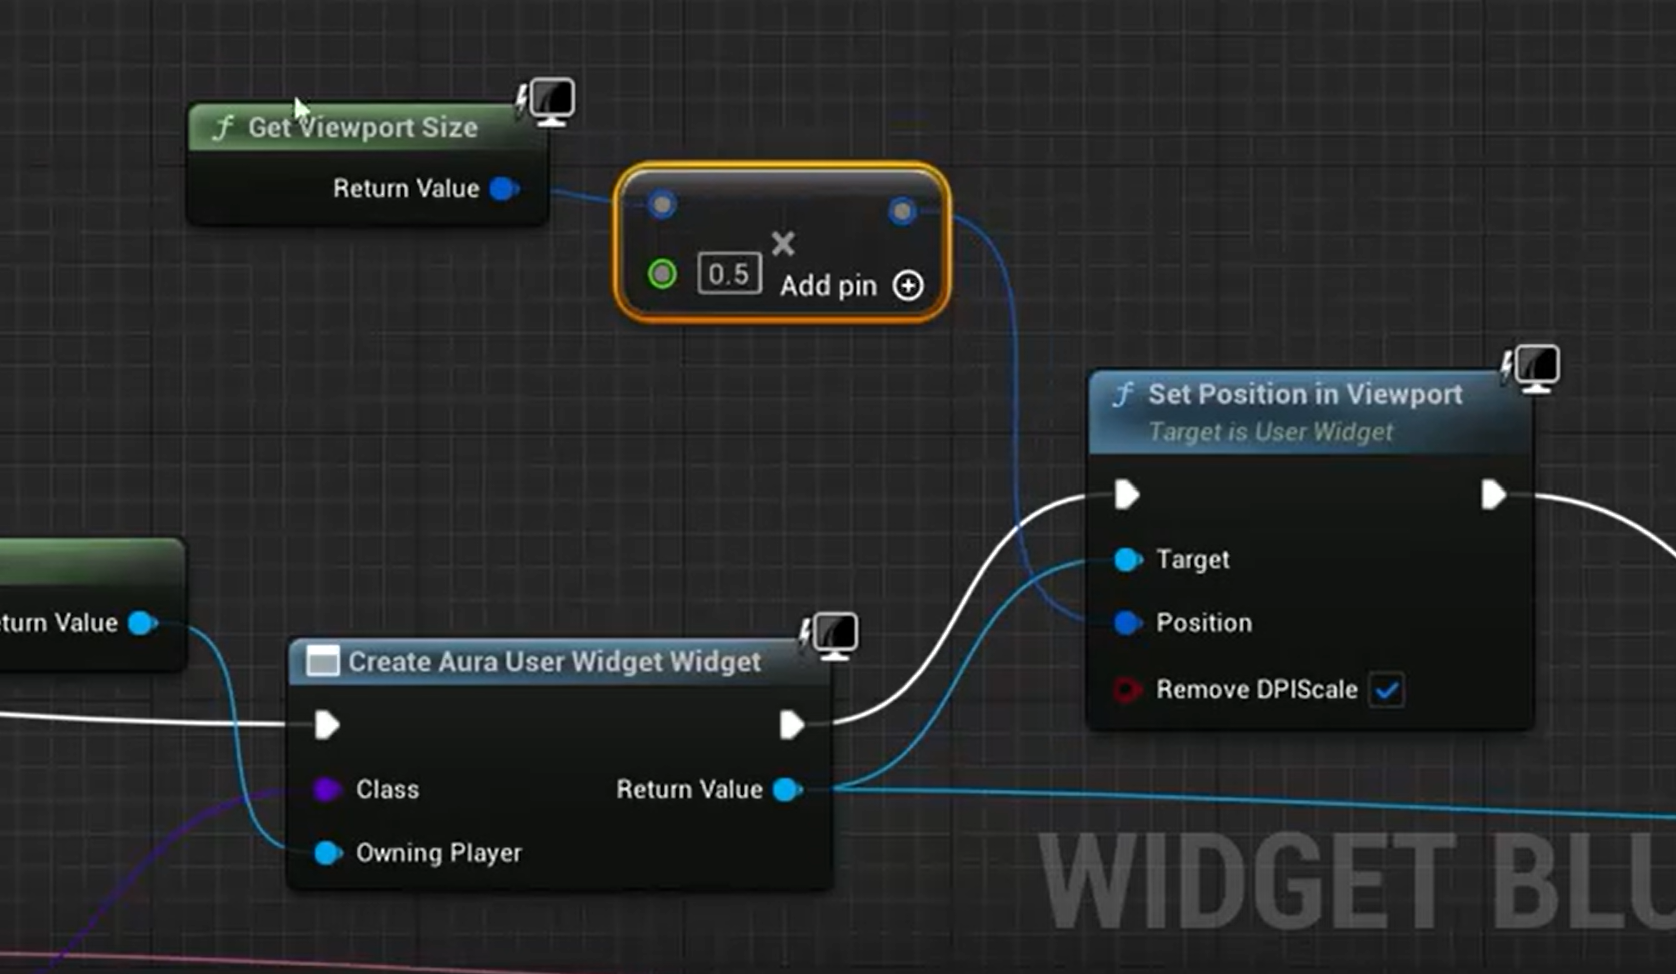 f Get Viewport Size
Return Value
0.5
Add pin
f Set Position in Viewport
Target is User Widget
Target
Position
Remove DPIScale
turn Value
Create Aura User Widget Widget
Class
Return Value
Owning Player
WIDGET BLU